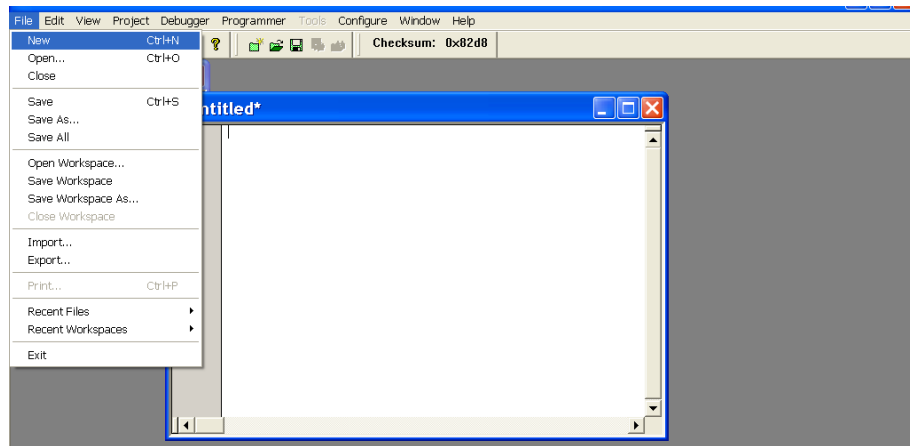 File Edit View Project Debugger Programmer Tools Configure Window Help
New Ctrl+N
Checksum: 0x82d8
Open... Ctrl+O
Close
Save Ctrl+S
ntitled*
Save As...
Save All
Open Workspace...
Save Workspace
Save Workspace As...
Close Workspace
Import...
Export...
Print... Ctrl+P
Recent Files
Recent Workspaces
Exit